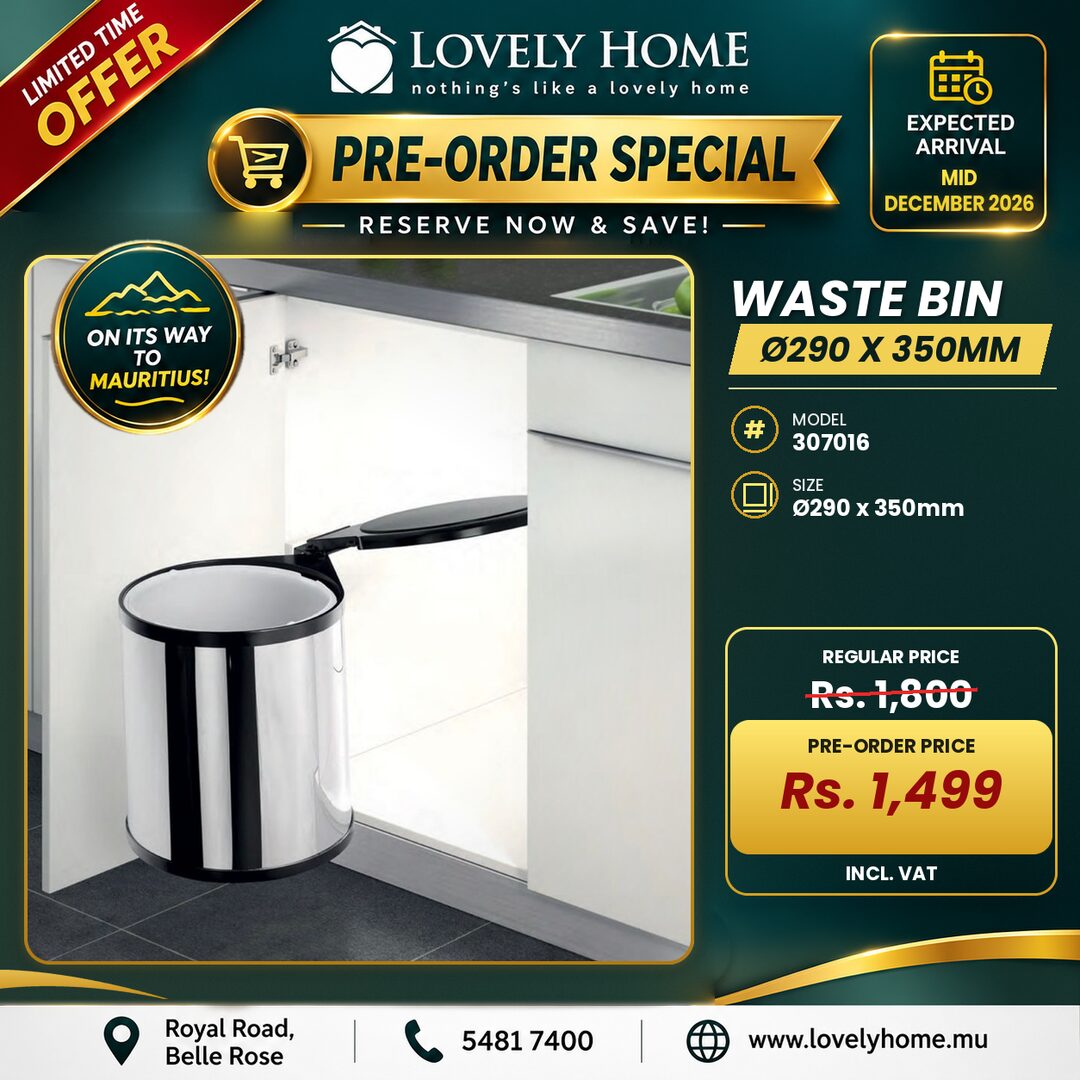 LIMITED TIME
OFFER
LOVELY HOME
nothing's like a lovely home
PRE-ORDER SPECIAL
RESERVE NOW & SAVE!
EXPECTED
ARRIVAL
MID
DECEMBER 2026
ON ITS WAY
TO
MAURITIUS!
WASTE BIN
Ø290 X 350MM
#
MODEL
307016
SIZE
Ø290 x 350mm
REGULAR PRICE
Rs. 1,800
PRE-ORDER PRICE
Rs. 1,499
INCL. VAT
Royal Road,
Belle Rose
5481 7400
www.lovelyhome.mu